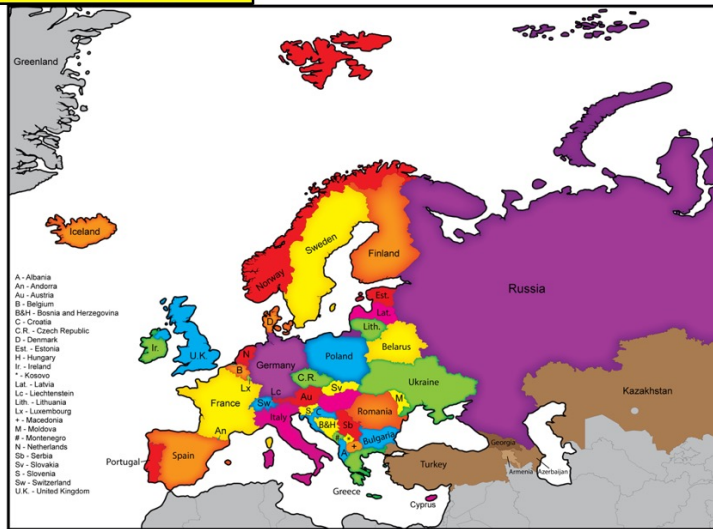 Greenland
Iceland
Sweden
Norway
Finland
Russia
A - Albania
An - Andorra
Au - Austria
B - Belgium
B&H - Bosnia and Herzegovina
C - Croatia
C.R. - Czech Republic
D - Denmark
Est. - Estonia
H - Hungary
Ir. - Ireland
* - Kosovo
Lat. - Latvia
Lc - Liechtenstein
Lith. - Lithuania
Lx - Luxembourg
+ - Macedonia
M - Moldova
# - Montenegro
N - Netherlands
Sb - Serbia
Sv - Slovakia
S - Slovenia
Sw - Switzerland
U.K. - United Kingdom
Est.
Lat.
Lith.
D
Belarus
Ir.
U.K.
N
B
Lx
Germany
Poland
C.R.
Sv
Ukraine
Kazakhstan
France
Lc
Sw
Au
M
Romania
Italy
S
B&H
Sb
#
+
A
Bulgaria
An
Portugal
Spain
Georgia
Armenia
Azerbaijan
Turkey
Greece
Cyprus